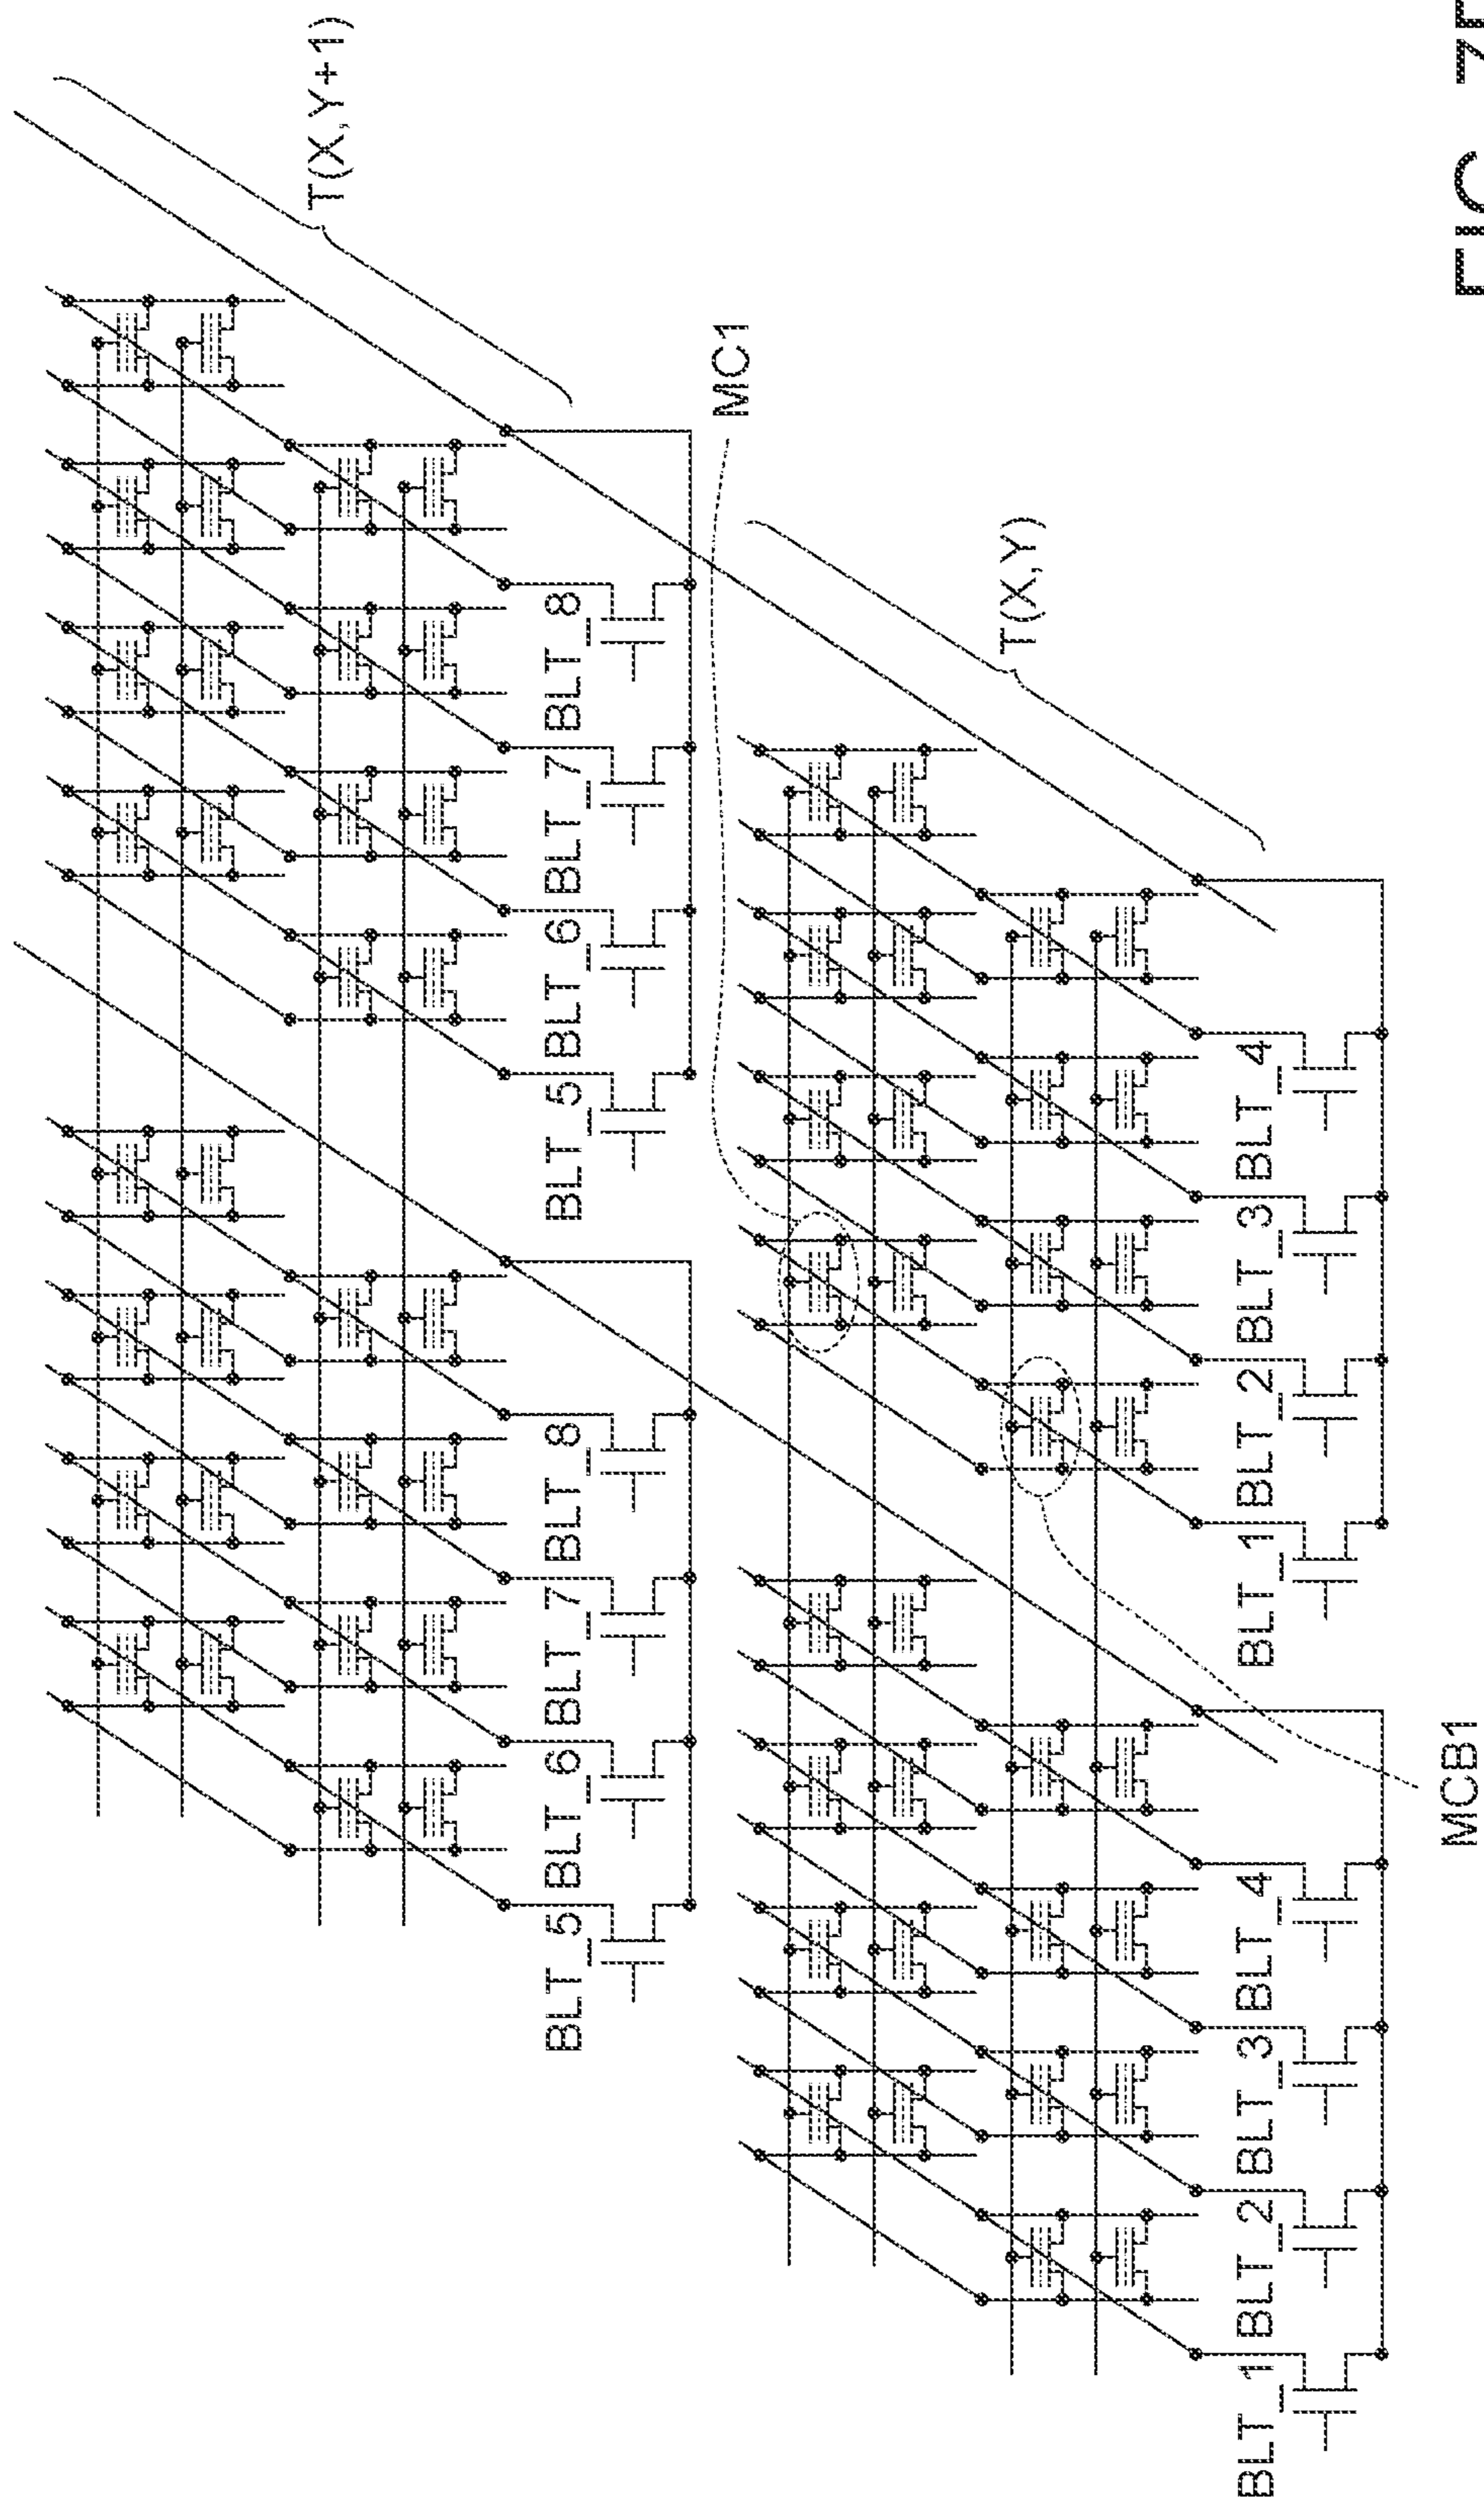 T(X,Y+1)
BLT_5 BLT_6 BLT_7 BLT_8 BLT_5 BLT_6 BLT_7 BLT_8
MC1
T(X,Y)
BLT_1 BLT_2 BLT_3 BLT_4 BLT_1 BLT_2 BLT_3 BLT_4
MCB1